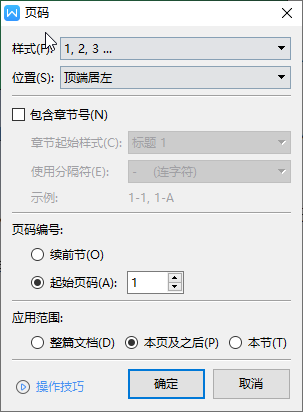 页码
样式(F): 1, 2, 3 ...
位置(S): 顶端居左
包含章节号(N)
章节起始样式(C): 标题 1
使用分隔符(E): - (连字符)
示例: 1-1, 1-A
页码编号:
续前节(O)
起始页码(A): 1
应用范围:
整篇文档(D) 本页及之后(P) 本节(T)
操作技巧 确定 取消